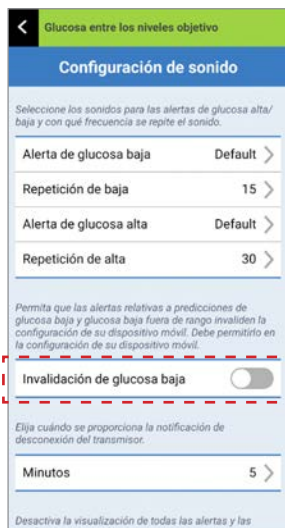 Glucosa entre los niveles objetivo
Configuración de sonido
Seleccione los sonidos para las alertas de glucosa alta/
baja y con qué frecuencia se repite el sonido.
Alerta de glucosa baja Default
Repetición de baja 15
Alerta de glucosa alta Default
Repetición de alta 30
Permita que las alertas relativas a predicciones de
glucosa baja y glucosa baja fuera de rango invaliden la
configuración de su dispositivo móvil. Debe permitirlo en
la configuración de su dispositivo móvil.
Invalidación de glucosa baja
Elija cuándo se proporciona la notificación de
desconexión del transmisor.
Minutos 5
Desactiva la visualización de todas las alertas y las